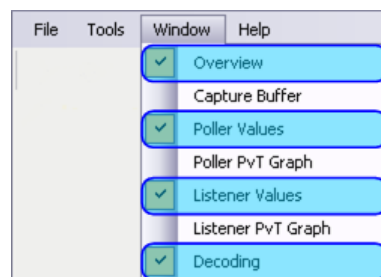 File Tools Window Help
Overview
Capture Buffer
Poller Values
Poller PvT Graph
Listener Values
Listener PvT Graph
Decoding